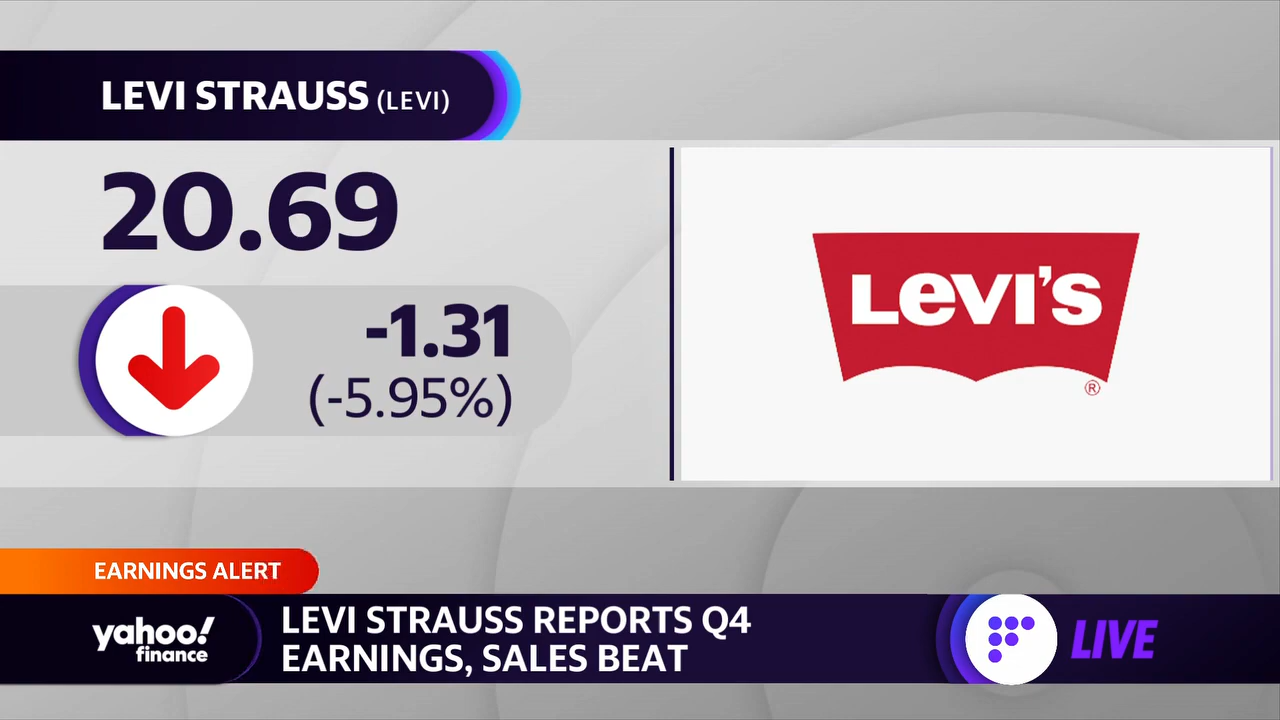 LEVI STRAUSS (LEVI)
20.69
-1.31
(-5.95%)
LEVI'S
®
EARNINGS ALERT
yahoo!
finance
LEVI STRAUSS REPORTS Q4
EARNINGS, SALES BEAT
LIVE